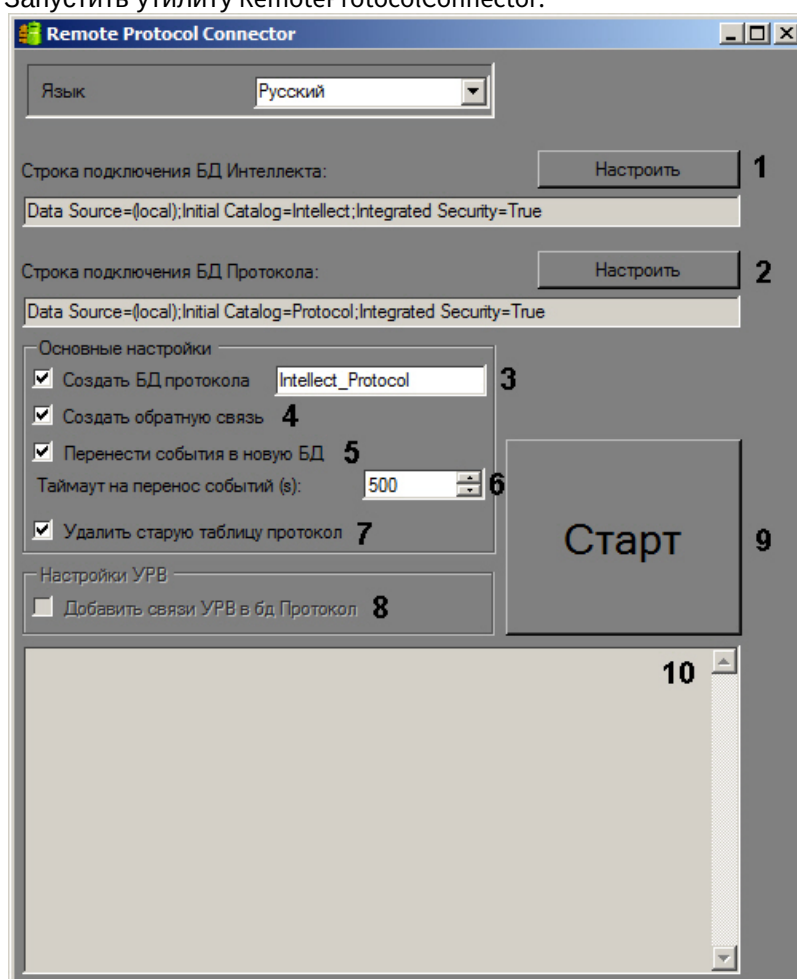 Запустить утилиту RemoteProtocolConnector.
Remote Protocol Connector
Язык Русский
Строка подключения БД Интеллекта: Настроить 1
Data Source=(local);Initial Catalog=Intellect;Integrated Security=True
Строка подключения БД Протокола: Настроить 2
Data Source=(local);Initial Catalog=Protocol;Integrated Security=True
Основные настройки
Создать БД протокола Intellect_Protocol 3
Создать обратную связь 4
Перенести события в новую БД 5
Таймаут на перенос событий (s): 500 6
Удалить старую таблицу протокол 7
Старт 9
Настройки УРВ
Добавить связи УРВ в бд Протокол 8
10